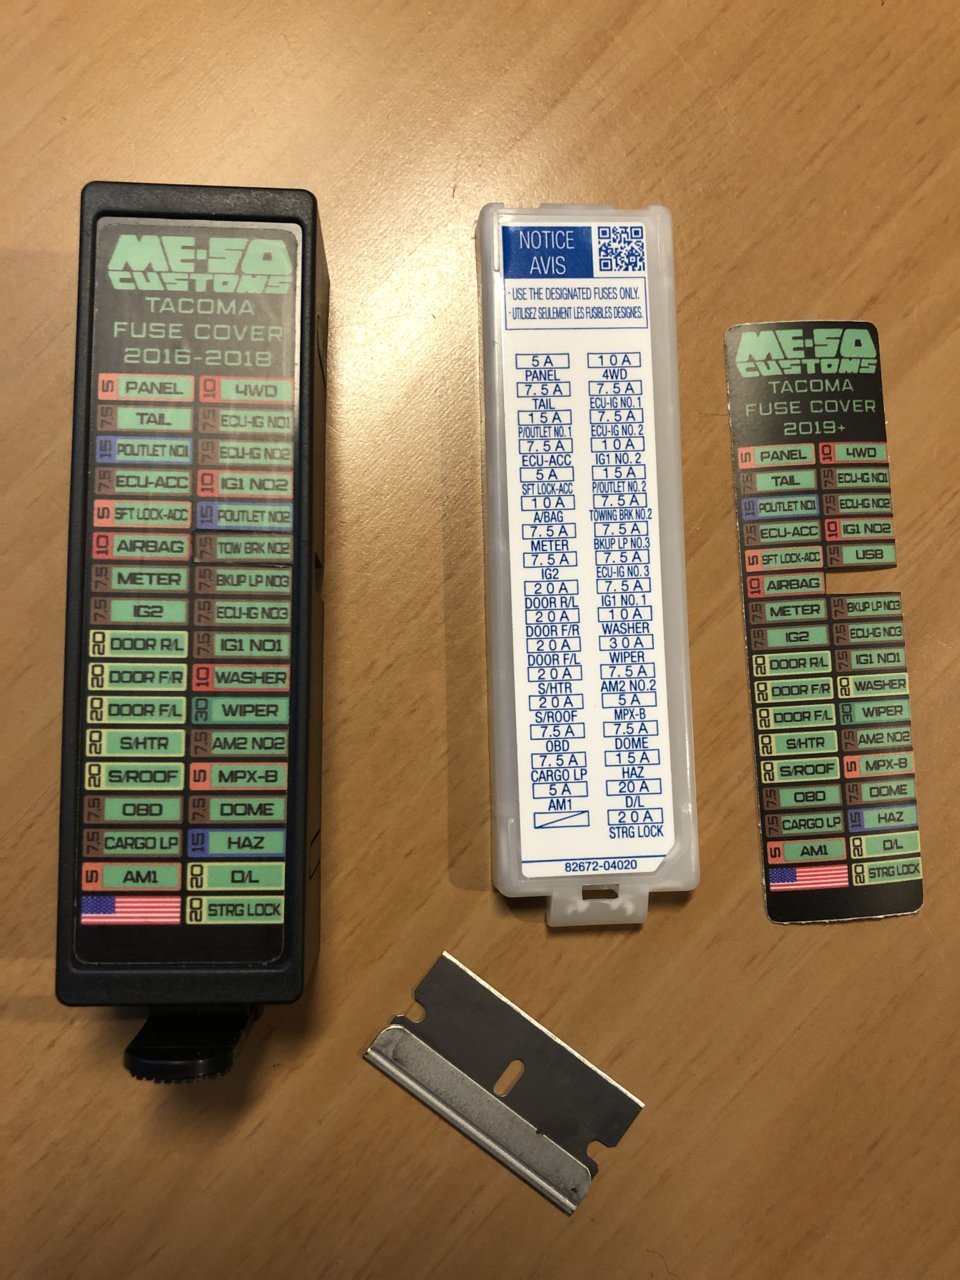 ME-SO
CUSTOMS
TACOMA
FUSE COVER
2016-2018
5 PANEL 10 4WD
7.5 TAIL 7.5 ECU-IG NO1
15 POUTLET NO1 7.5 ECU-IG NO2
7.5 ECU-ACC 10 IG1 NO2
5 SFT LOCK-ACC 15 POUTLET NO2
10 AIRBAG 7.5 TOW BRK NO2
7.5 METER 7.5 BKUP LP NO3
7.5 IG2 7.5 ECU-IG NO3
20 DOOR R/L 7.5 IG1 NO1
20 DOOR F/R 10 WASHER
20 DOOR F/L 30 WIPER
20 S/HTR 7.5 AM2 NO2
20 S/ROOF 5 MPX-B
7.5 OBD 7.5 DOME
7.5 CARGO LP 15 HAZ
5 AM1 20 D/L
20 STRG LOCK
NOTICE
AVIS
· USE THE DESIGNATED FUSES ONLY.
· UTILISEZ SEULEMENT LES FUSIBLES DESIGNES.
5 A 10 A
PANEL 4WD
7.5 A 7.5 A
TAIL ECU-IG NO.1
15 A 7.5 A
P/OUTLET NO.1 ECU-IG NO.2
7.5 A 10 A
ECU-ACC IG1 NO.2
5 A 15 A
SFT LOCK-ACC P/OUTLET NO.2
10 A 7.5 A
A/BAG TOWING BRK NO.2
7.5 A 7.5 A
METER BKUP LP NO.3
7.5 A 7.5 A
IG2 ECU-IG NO.3
20 A 7.5 A
DOOR R/L IG1 NO.1
20 A 10 A
DOOR F/R WASHER
20 A 30 A
DOOR F/L WIPER
20 A 7.5 A
S/HTR AM2 NO.2
20 A 5 A
S/ROOF MPX-B
7.5 A 7.5 A
OBD DOME
7.5 A 15 A
CARGO LP HAZ
5 A 20 A
AM1 D/L
20 A
STRG LOCK
82672-04020
ME-SO
CUSTOMS
TACOMA
FUSE COVER
2019+
5 PANEL 10 4WD
7.5 TAIL 7.5 ECU-IG NO1
15 POUTLET NO1 7.5 ECU-IG NO2
7.5 ECU-ACC 10 IG1 NO2
5 SFT LOCK-ACC 7.5 USB
10 AIRBAG
7.5 METER 7.5 BKUP LP NO3
7.5 IG2 7.5 ECU-IG NO3
20 DOOR R/L 7.5 IG1 NO1
20 DOOR F/R 20 WASHER
20 DOOR F/L 30 WIPER
20 S/HTR 7.5 AM2 NO2
20 S/ROOF 5 MPX-B
7.5 OBD 7.5 DOME
7.5 CARGO LP 15 HAZ
5 AM1 20 D/L
20 STRG LOCK